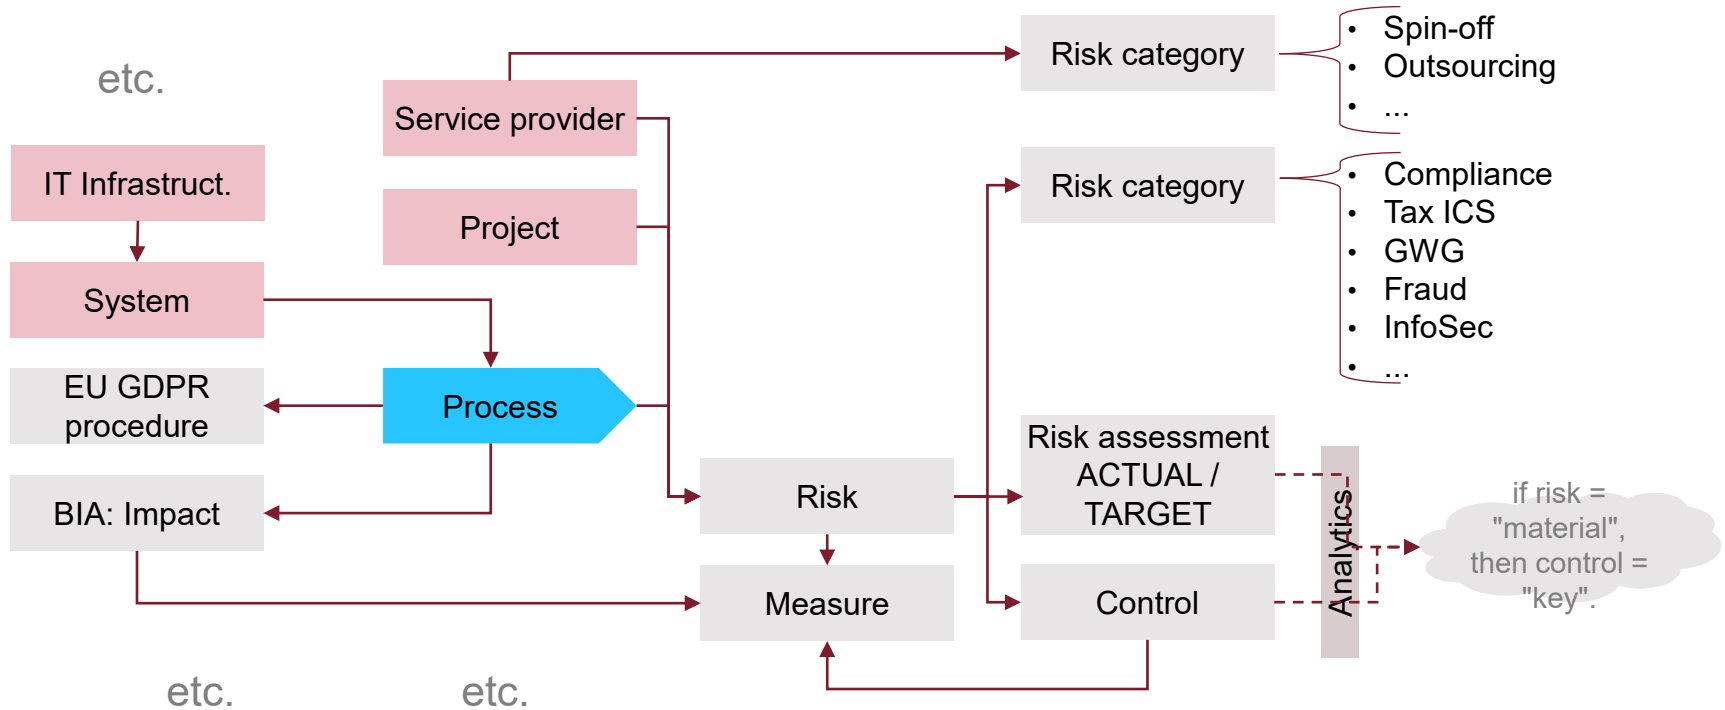 etc.
IT Infrastruct.
System
EU GDPR
procedure
BIA: Impact
etc.
Service provider
Project
Process
etc.
Risk
Measure
Risk category
• Spin-off
• Outsourcing
• ...
Risk category
• Compliance
• Tax ICS
• GWG
• Fraud
• InfoSec
• ...
Risk assessment
ACTUAL /
TARGET
Control
Analytics
if risk =
"material",
then control =
"key".